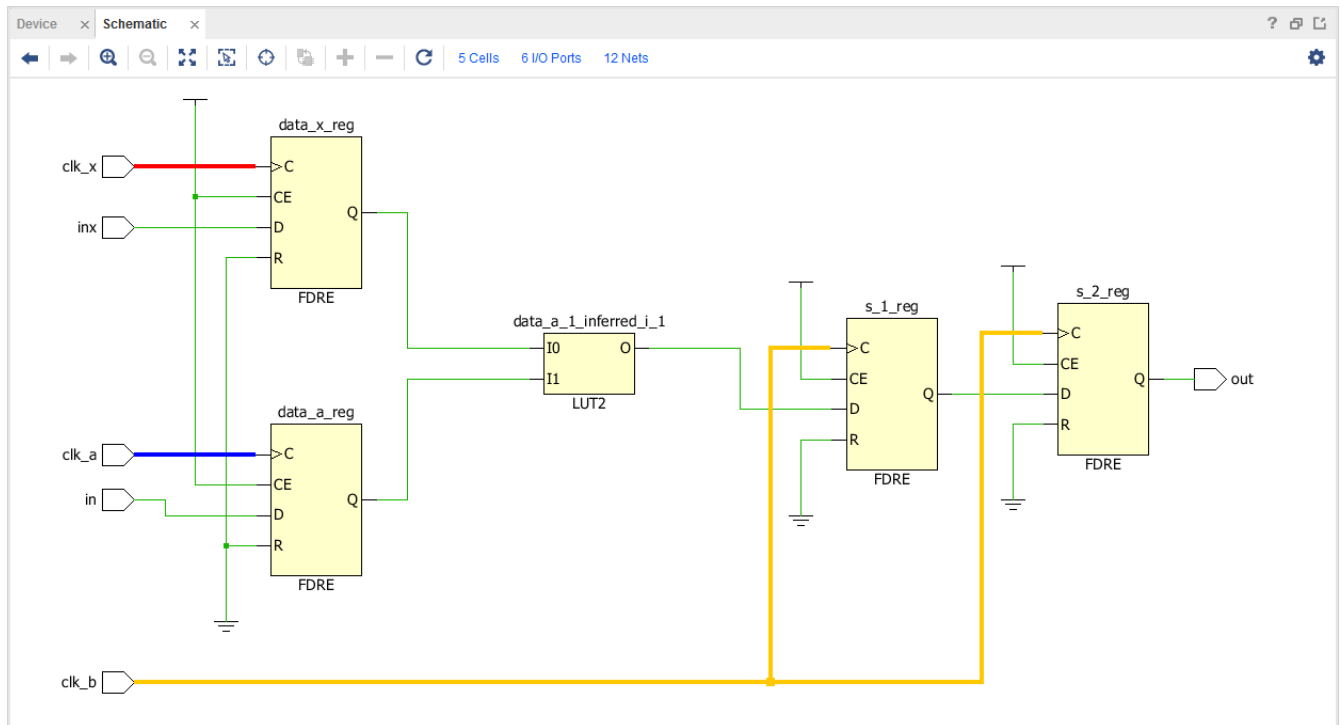 Device × Schematic × ?
5 Cells 6 I/O Ports 12 Nets
data_x_reg
clk_x
C
CE
inx
D
Q
R
FDRE
data_a_1_inferred_i_1
I0 O
I1
LUT2
data_a_reg
clk_a
C
CE
in
D
Q
R
FDRE
s_1_reg
C
CE
D
Q
R
FDRE
s_2_reg
C
CE
D
Q
R
FDRE
out
clk_b